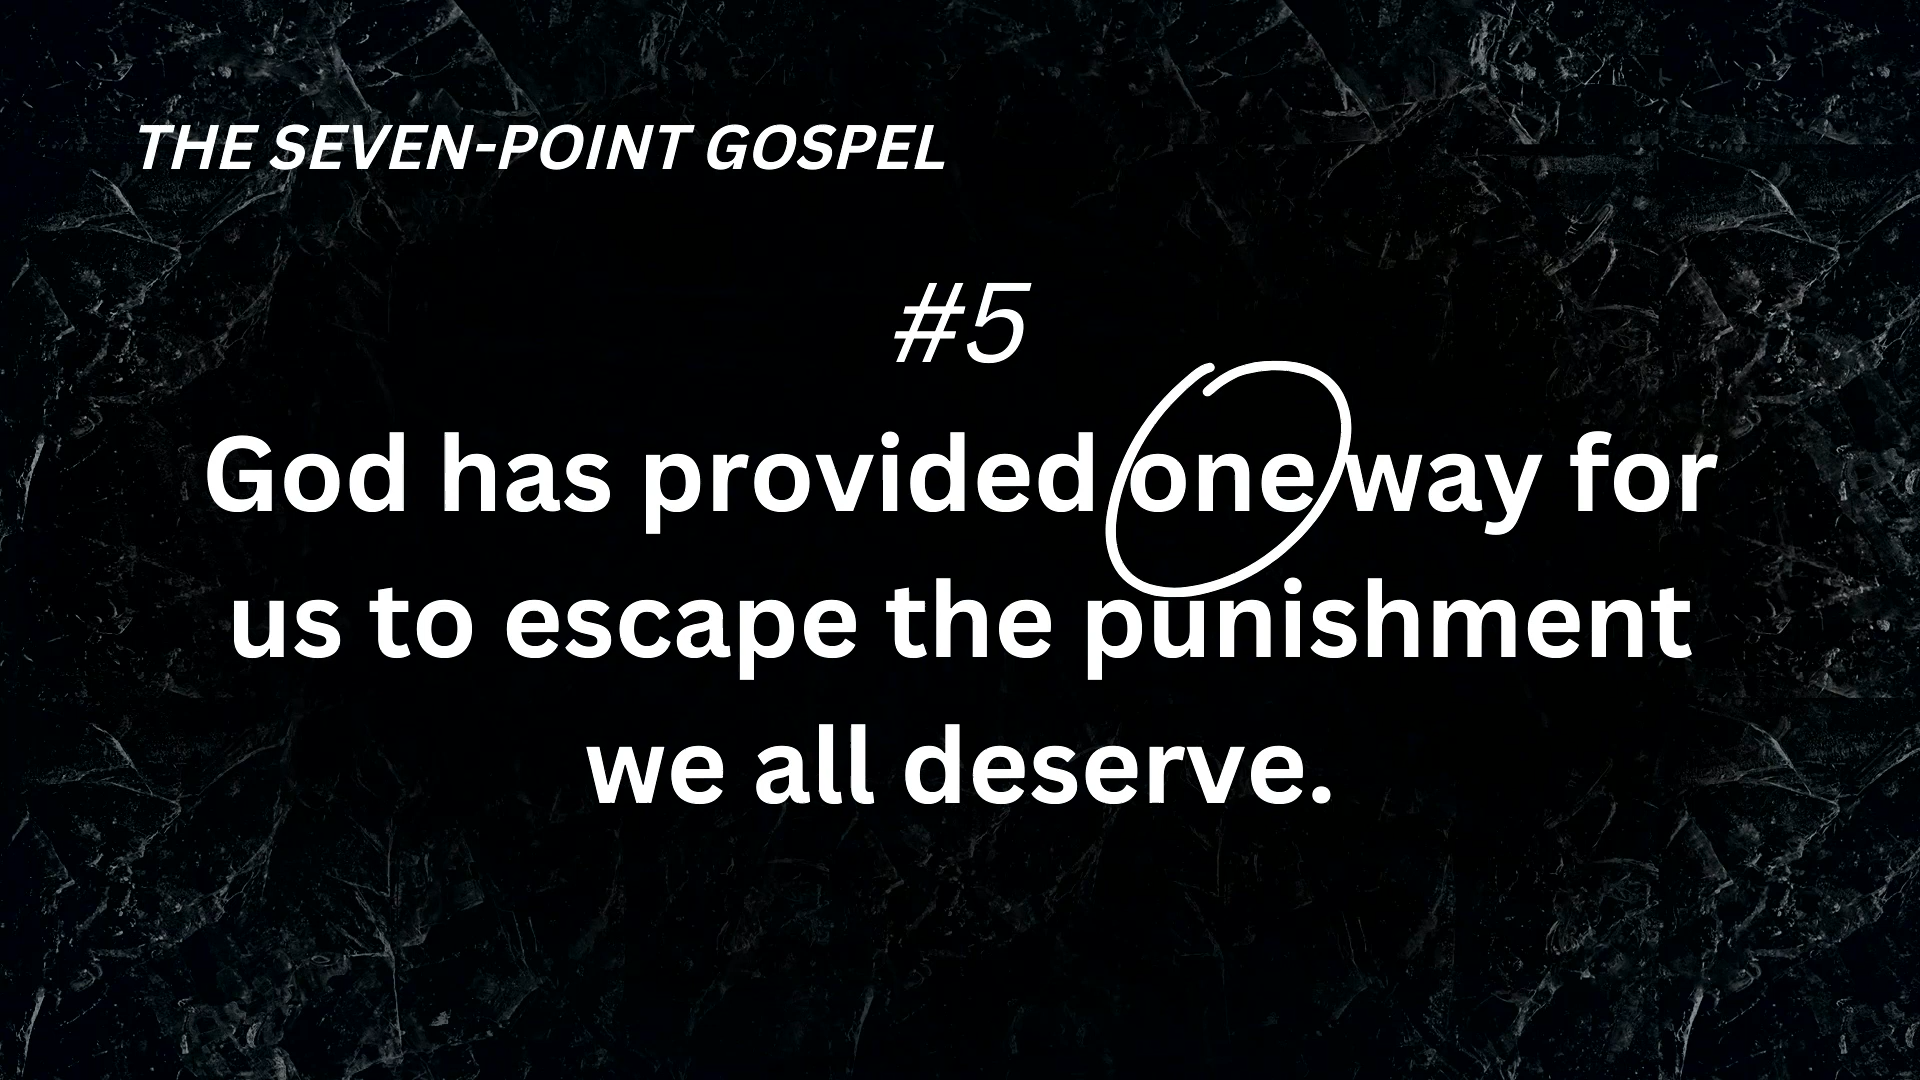 THE SEVEN-POINT GOSPEL
#5
God has provided one way for
us to escape the punishment
we all deserve.